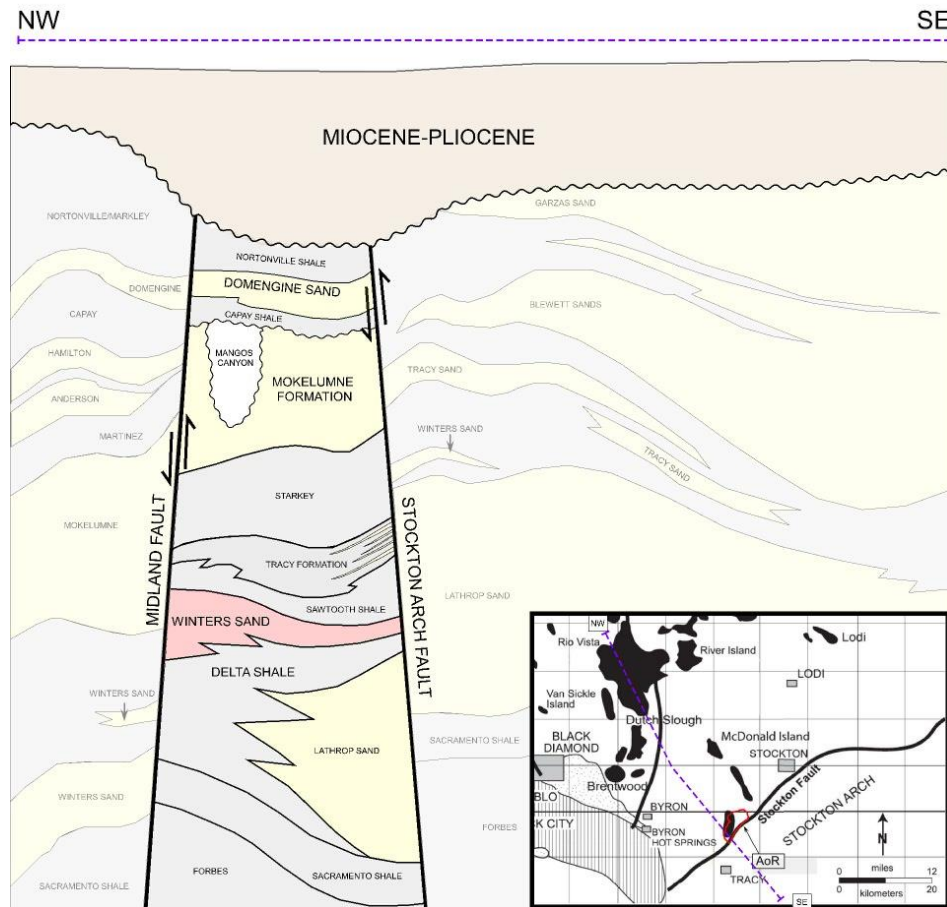 NW
SE
MIOCENE-PLIOCENE
NORTONVILLE/MARKLEY
DOMENGINE
CAPAY
HAMILTON
ANDERSON
MARTINEZ
MOKELUMNE
WINTERS SAND
WINTERS SAND
SACRAMENTO SHALE
MIDLAND FAULT
NORTONVILLE SHALE
DOMENGINE SAND
CAPAY SHALE
MANGOS
CANYON
MOKELUMNE
FORMATION
STARKEY
TRACY FORMATION
SAWTOOTH SHALE
WINTERS SAND
DELTA SHALE
LATHROP SAND
SACRAMENTO SHALE
FORBES
STOCKTON ARCH FAULT
GARZAS SAND
BLEWETT SANDS
TRACY SAND
WINTERS SAND
TRACY SAND
LATHROP SAND
SACRAMENTO SHALE
FORBES
NW
Rio Vista
River Island
Lodi
LODI
Van Sickle
Island
Dutch Slough
McDonald Island
BLACK
DIAMOND
STOCKTON
BLO
Brentwood
CK CITY
BYRON
BYRON
HOT SPRINGS
Stockton Fault
STOCKTON ARCH
N
AoR
TRACY
0 miles 12
0 kilometers 20
SE